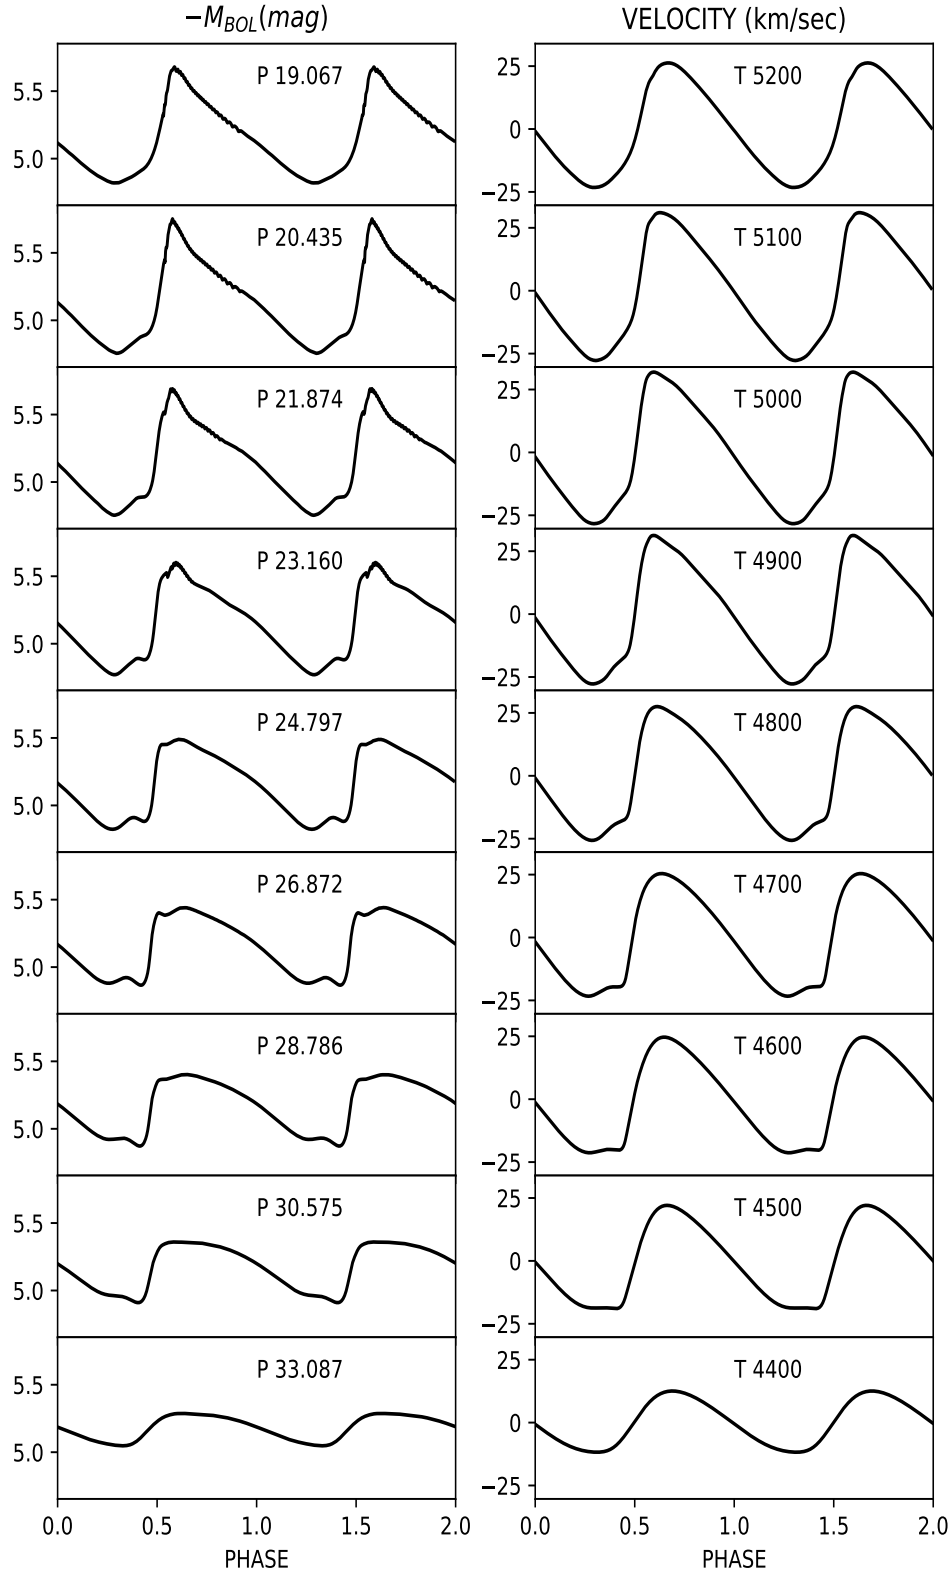 −M_BOL(mag) VELOCITY (km/sec)
5.5 P 19.067 25 T 5200
5.0 0
−25
5.5 P 20.435 25 T 5100
5.0 0
−25
5.5 P 21.874 25 T 5000
5.0 0
−25
5.5 P 23.160 25 T 4900
5.0 0
−25
5.5 P 24.797 25 T 4800
5.0 0
−25
5.5 P 26.872 25 T 4700
5.0 0
−25
5.5 P 28.786 25 T 4600
5.0 0
−25
5.5 P 30.575 25 T 4500
5.0 0
−25
5.5 P 33.087 25 T 4400
5.0 0
−25
0.0 0.5 1.0 1.5 2.0 0.0 0.5 1.0 1.5 2.0
PHASE PHASE